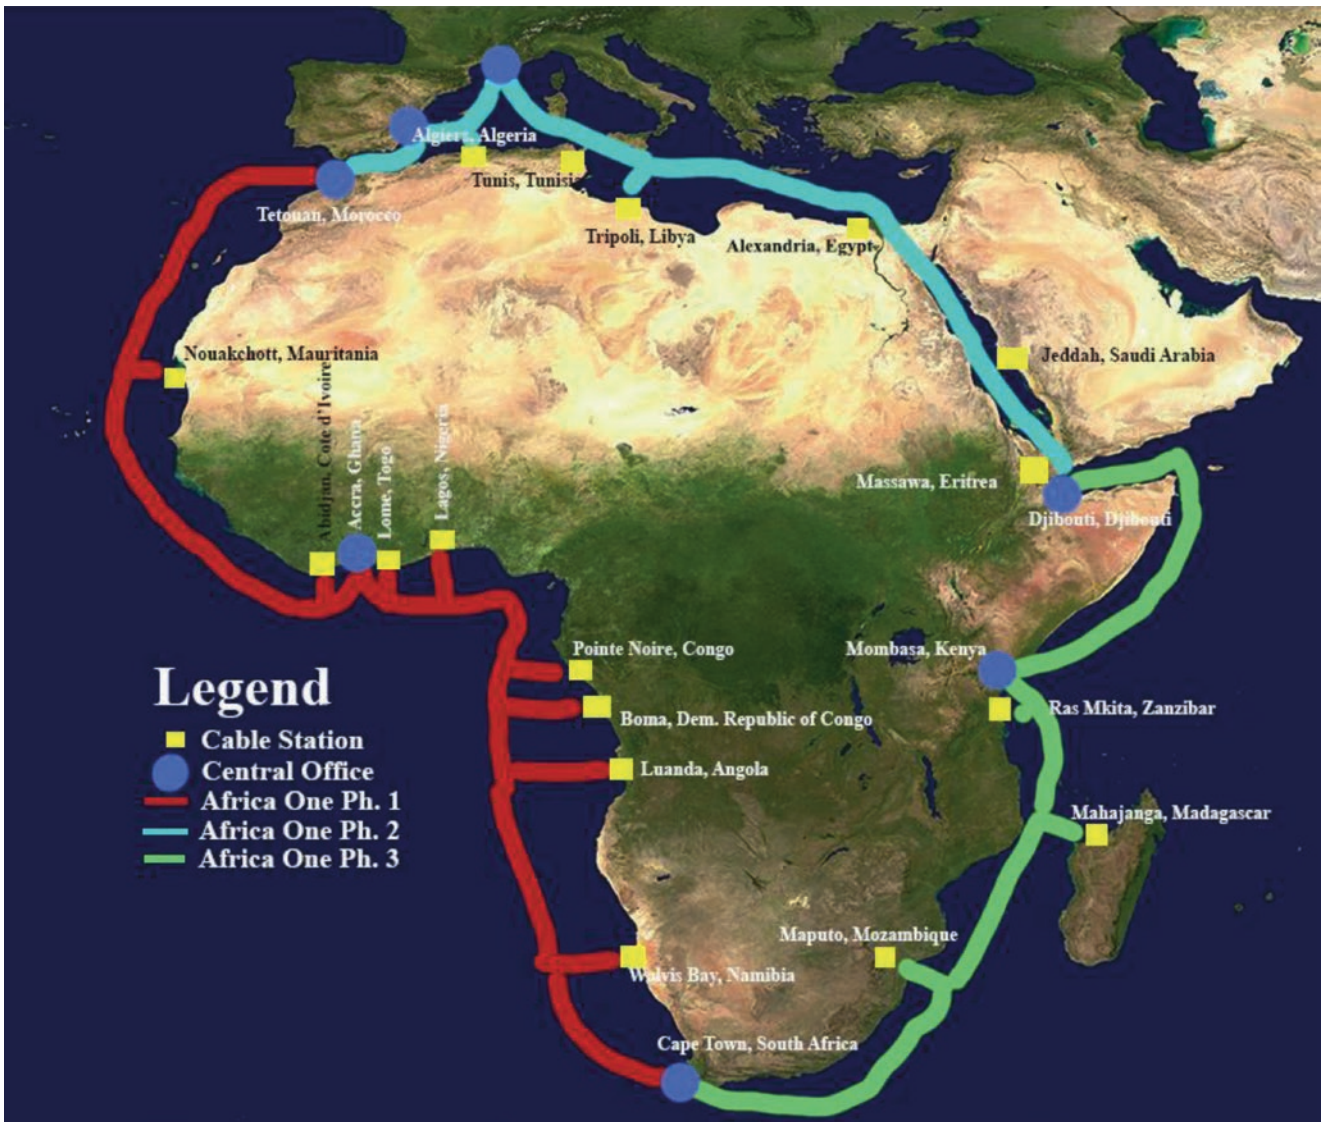 Algiers, Algeria
Tunis, Tunisia
Tetouan, Morocco
Tripoli, Libya
Alexandria, Egypt
Nouakchott, Mauritania
Jeddah, Saudi Arabia
Abidjan, Cote d'Ivoire
Accra, Ghana
Lome, Togo
Lagos, Nigeria
Massawa, Eritrea
Djibouti, Djibouti
Pointe Noire, Congo
Mombasa, Kenya
Boma, Dem. Republic of Congo
Ras Mkita, Zanzibar
Luanda, Angola
Mahajanga, Madagascar
Maputo, Mozambique
Walvis Bay, Namibia
Cape Town, South Africa
Legend
Cable Station
Central Office
Africa One Ph. 1
Africa One Ph. 2
Africa One Ph. 3